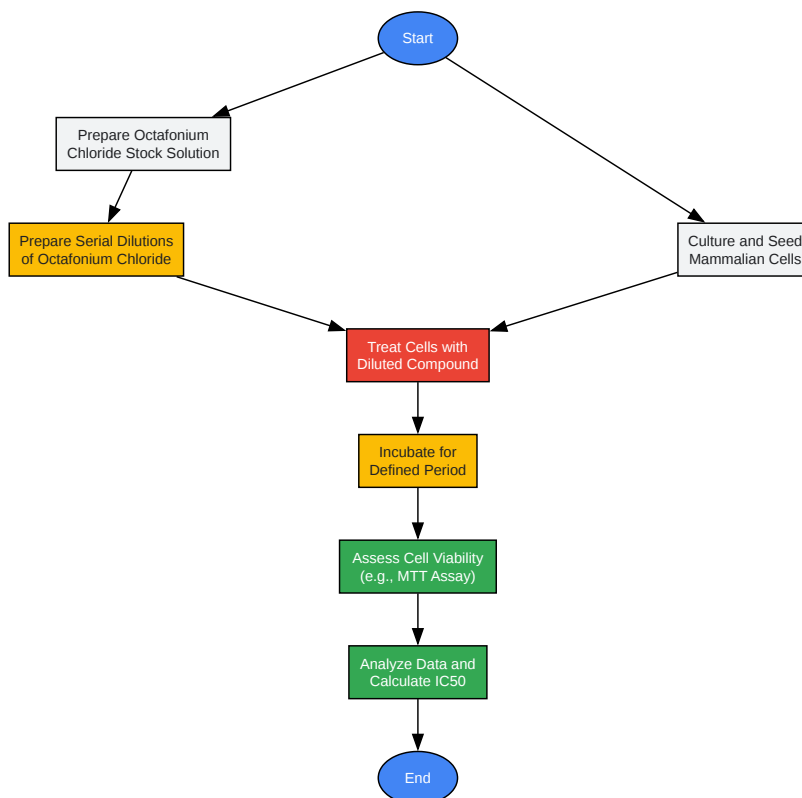 Start
Prepare Octafonium
Chloride Stock Solution
Prepare Serial Dilutions
of Octafonium Chloride
Culture and Seed
Mammalian Cells
Treat Cells with
Diluted Compound
Incubate for
Defined Period
Assess Cell Viability
(e.g., MTT Assay)
Analyze Data and
Calculate IC50
End